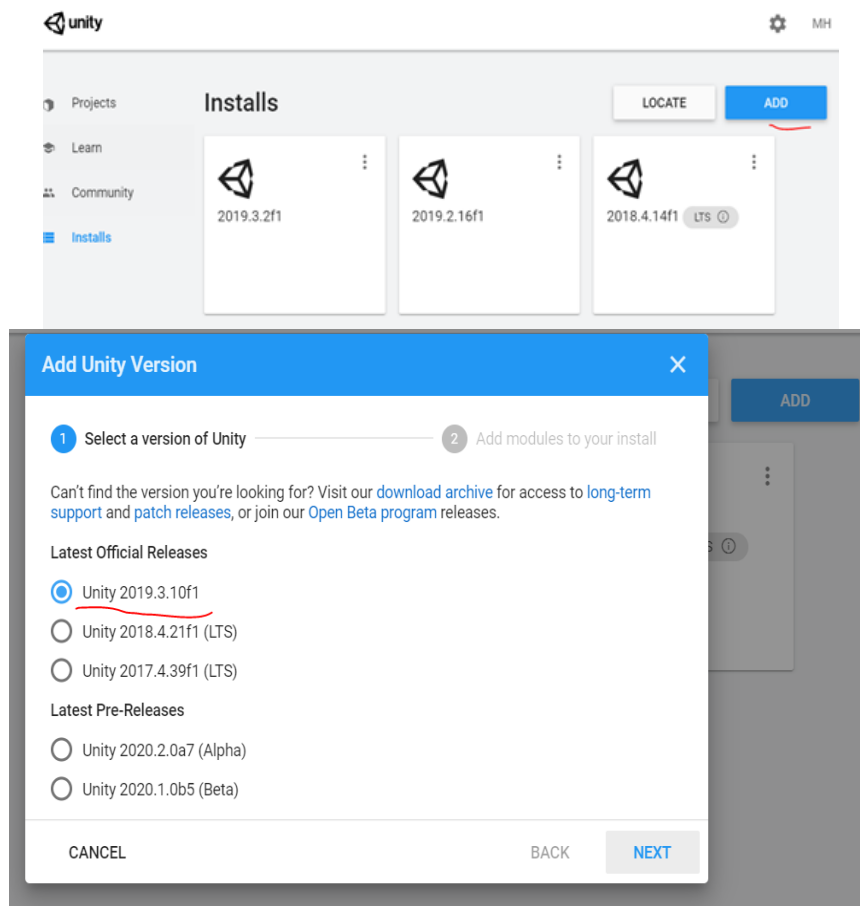 unity
MH
Projects
Installs
LOCATE
ADD
Learn
Community
Installs
2019.3.2f1
2019.2.16f1
2018.4.14f1 LTS
Add Unity Version
ADD
1 Select a version of Unity
2 Add modules to your install
Can't find the version you're looking for? Visit our download archive for access to long-term
support and patch releases, or join our Open Beta program releases.
Latest Official Releases
Unity 2019.3.10f1
Unity 2018.4.21f1 (LTS)
Unity 2017.4.39f1 (LTS)
Latest Pre-Releases
Unity 2020.2.0a7 (Alpha)
Unity 2020.1.0b5 (Beta)
CANCEL
BACK
NEXT